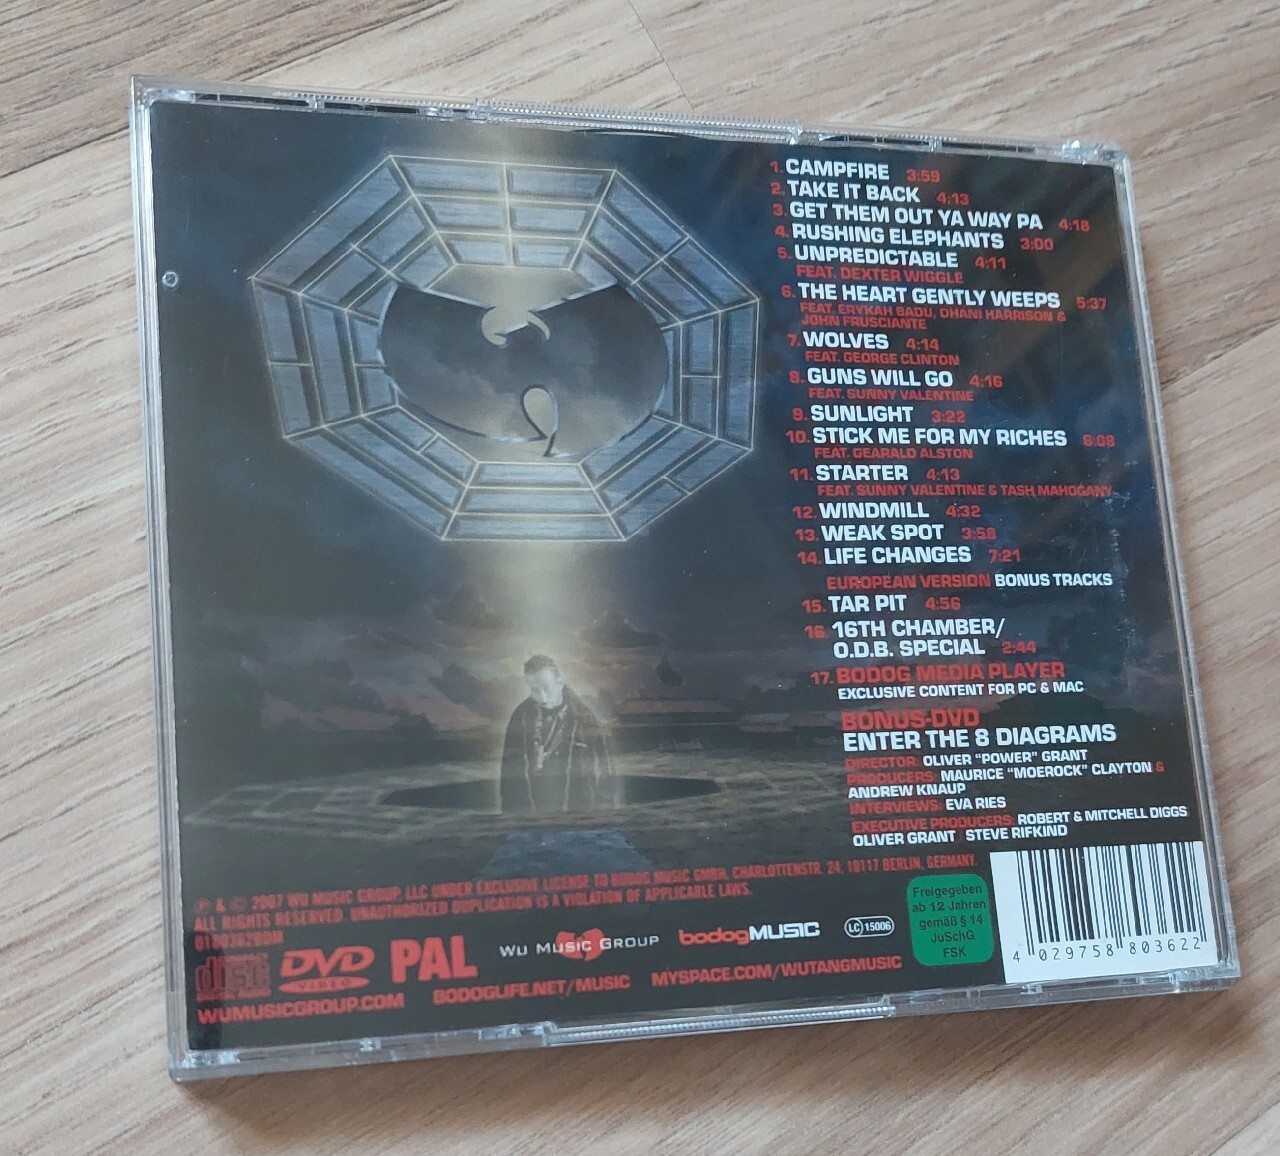 1. CAMPFIRE 3:59
2. TAKE IT BACK 4:13
3. GET THEM OUT YA WAY PA 4:18
4. RUSHING ELEPHANTS 3:00
5. UNPREDICTABLE 4:11
FEAT. DEXTER WIGGLE
6. THE HEART GENTLY WEEPS 5:37
FEAT. ERYKAH BADU, DHANI HARRISON &
JOHN FRUSCIANTE
7. WOLVES 4:14
FEAT. GEORGE CLINTON
8. GUNS WILL GO 4:16
FEAT. SUNNY VALENTINE
9. SUNLIGHT 3:22
10. STICK ME FOR MY RICHES 6:08
FEAT. GEARALD ALSTON
11. STARTER 4:13
FEAT. SUNNY VALENTINE & TASH MAHOGANY
12. WINDMILL 4:32
13. WEAK SPOT 3:58
14. LIFE CHANGES 7:21
EUROPEAN VERSION BONUS TRACKS
15. TAR PIT 4:56
16. 16TH CHAMBER/
O.D.B. SPECIAL 2:44
17. BODOG MEDIA PLAYER
EXCLUSIVE CONTENT FOR PC & MAC
BONUS-DVD
ENTER THE 8 DIAGRAMS
DIRECTOR: OLIVER "POWER" GRANT
PRODUCERS: MAURICE "MOEROCK" CLAYTON &
ANDREW KNAUP
INTERVIEWS: EVA RIES
EXECUTIVE PRODUCERS: ROBERT & MITCHELL DIGGS
OLIVER GRANT STEVE RIFKIND
℗ & © 2007 WU MUSIC GROUP, LLC UNDER EXCLUSIVE LICENSE TO BODOG MUSIC GMBH, CHARLOTTENSTR. 24, 10117 BERLIN, GERMANY.
ALL RIGHTS RESERVED. UNAUTHORIZED DUPLICATION IS A VIOLATION OF APPLICABLE LAWS.
0180362BDM
disc DVD VIDEO PAL WU MUSIC GROUP bodogMUSIC LC 15006
WUMUSICGROUP.COM BODOGLIFE.NET/MUSIC MYSPACE.COM/WUTANGMUSIC
Freigegeben
ab 12 Jahren
gemäß § 14
JuSchG
FSK
4 029758 803622